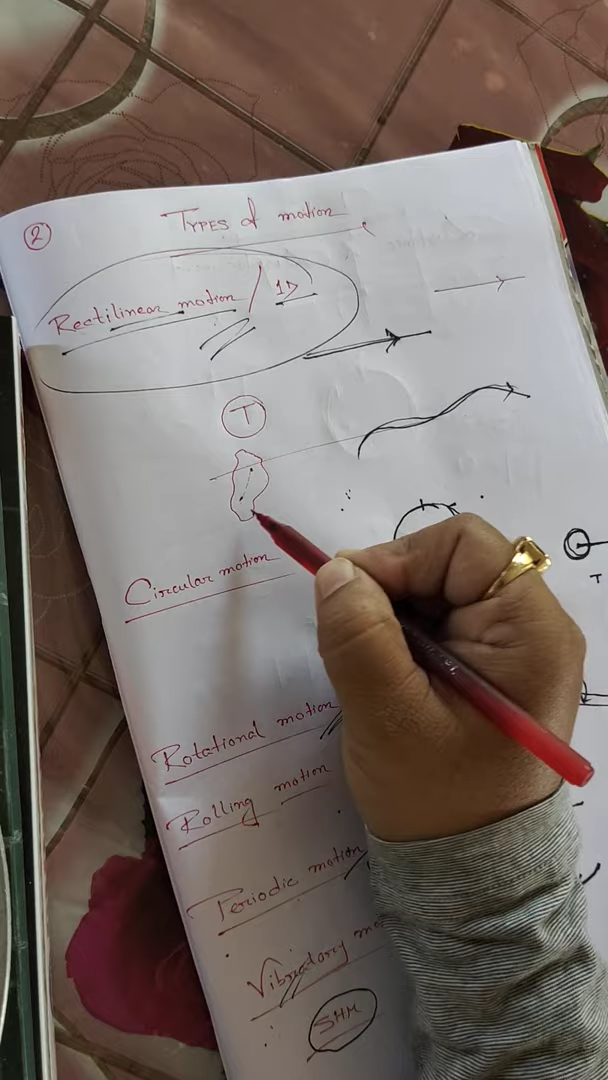 2
TYPES of motion
Rectilinear motion / 1D
T
Circular motion
T
Rotational motion
Rolling motion
Periodic motion
Vibratory
SHM